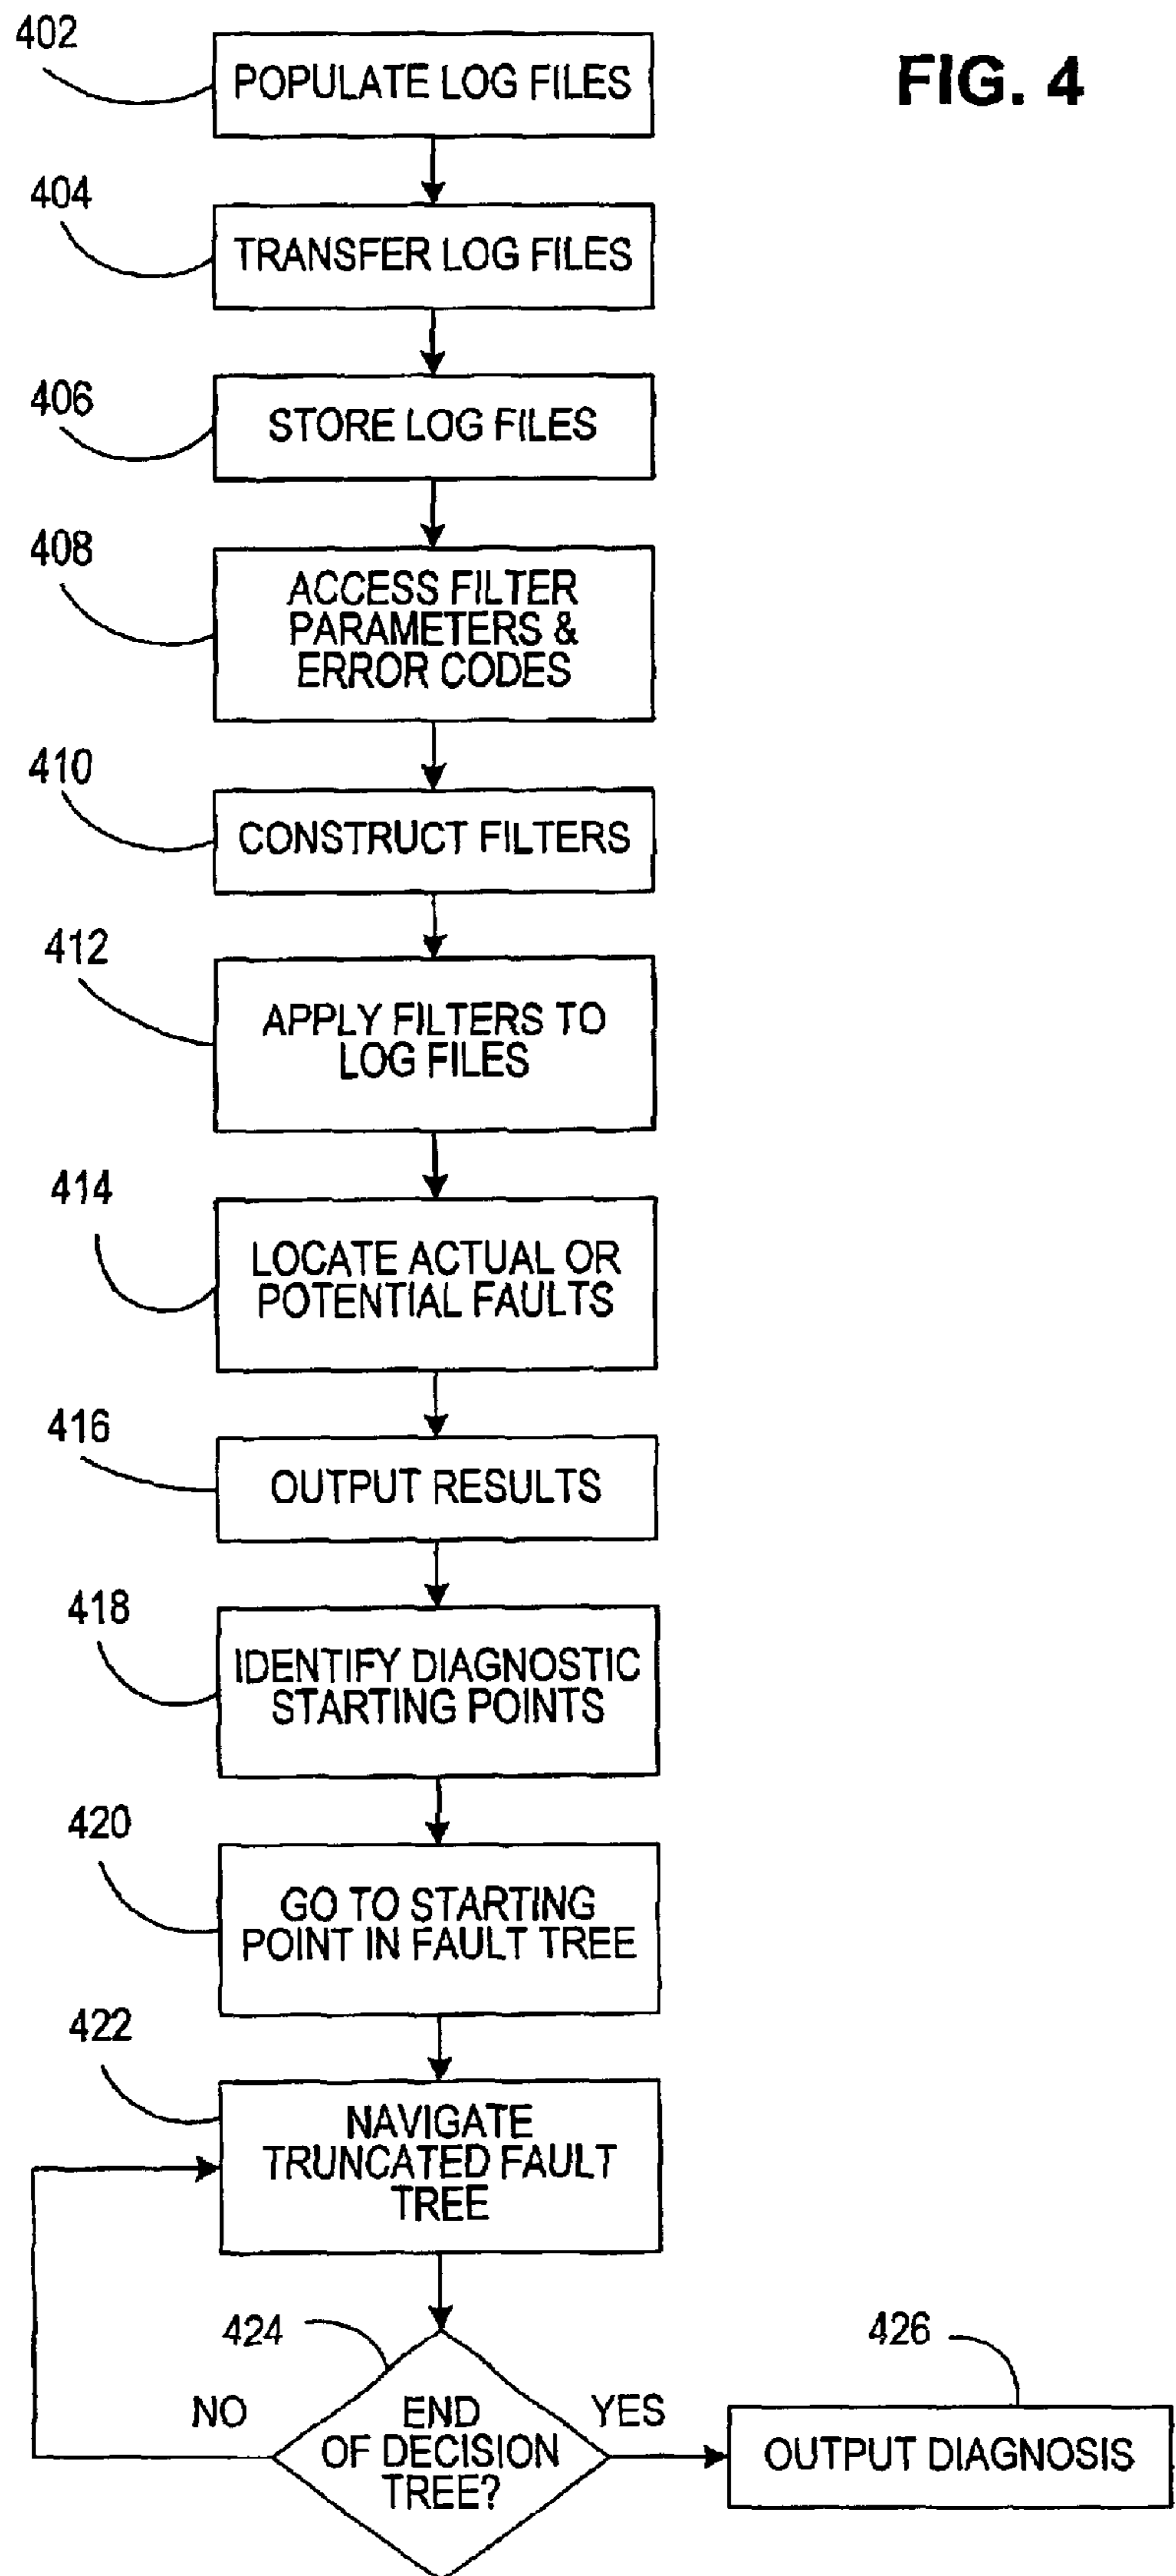 FIG. 4
402
POPULATE LOG FILES
404
TRANSFER LOG FILES
406
STORE LOG FILES
408
ACCESS FILTER
PARAMETERS &
ERROR CODES
410
CONSTRUCT FILTERS
412
APPLY FILTERS TO
LOG FILES
414
LOCATE ACTUAL OR
POTENTIAL FAULTS
416
OUTPUT RESULTS
418
IDENTIFY DIAGNOSTIC
STARTING POINTS
420
GO TO STARTING
POINT IN FAULT TREE
422
NAVIGATE
TRUNCATED FAULT
TREE
424
END
OF DECISION
TREE?
NO
YES
426
OUTPUT DIAGNOSIS